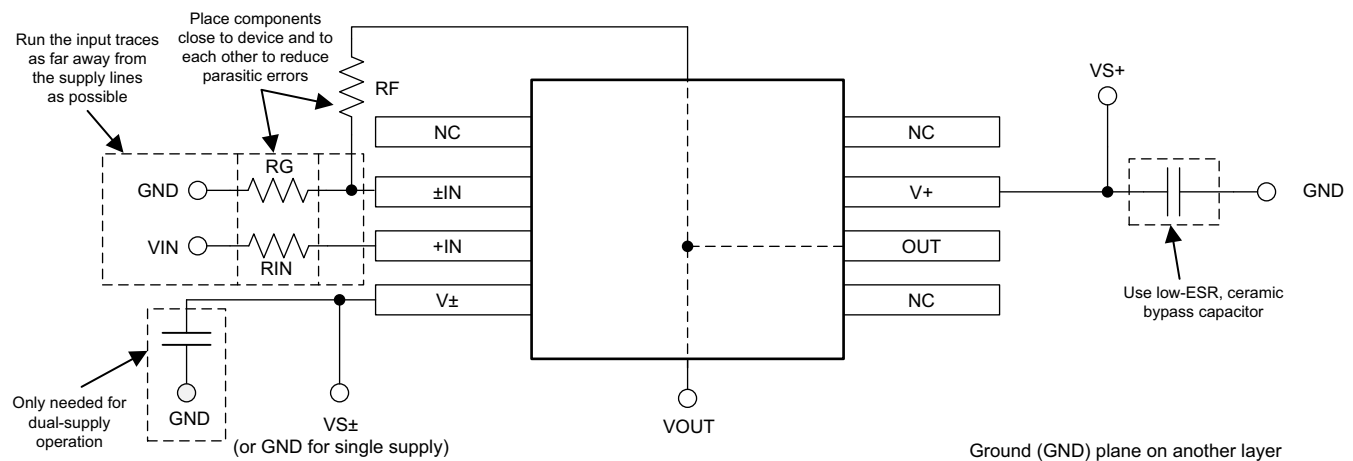 Place components
close to device and to
each other to reduce
parasitic errors
Run the input traces
as far away from
the supply lines
as possible
RF
VS+
NC
NC
RG
GND
±IN
V+
GND
VIN
+IN
OUT
RIN
V±
NC
Use low-ESR, ceramic
bypass capacitor
Only needed for
dual-supply
operation
GND
VS±
(or GND for single supply)
VOUT
Ground (GND) plane on another layer